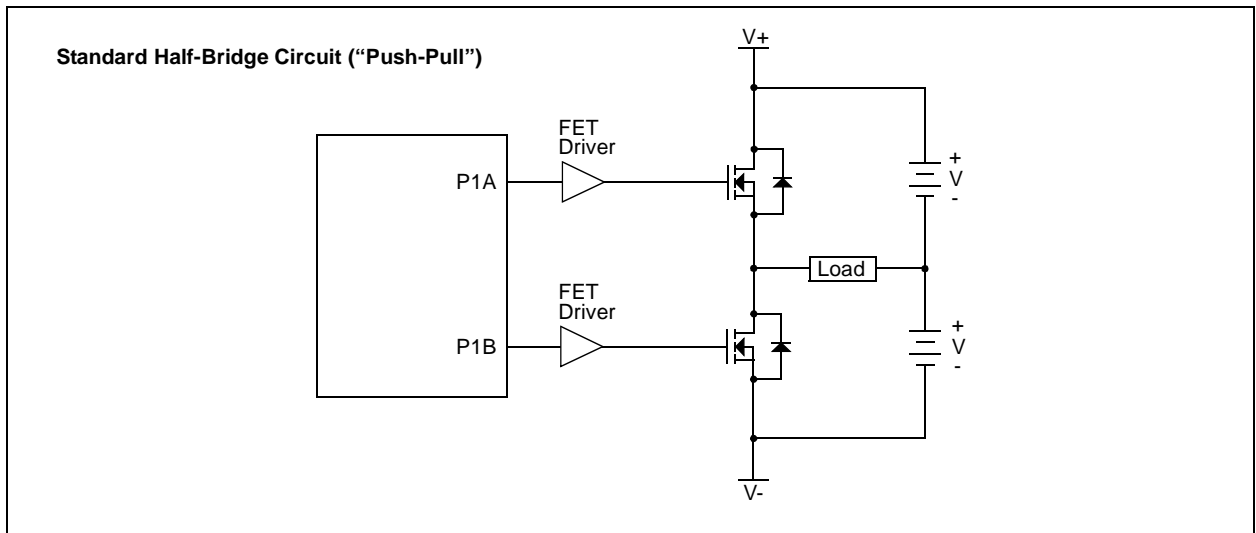 Standard Half-Bridge Circuit (“Push-Pull”)
V+
FET
Driver
P1A
+
V
-
Load
FET
Driver
P1B
+
V
-
V-